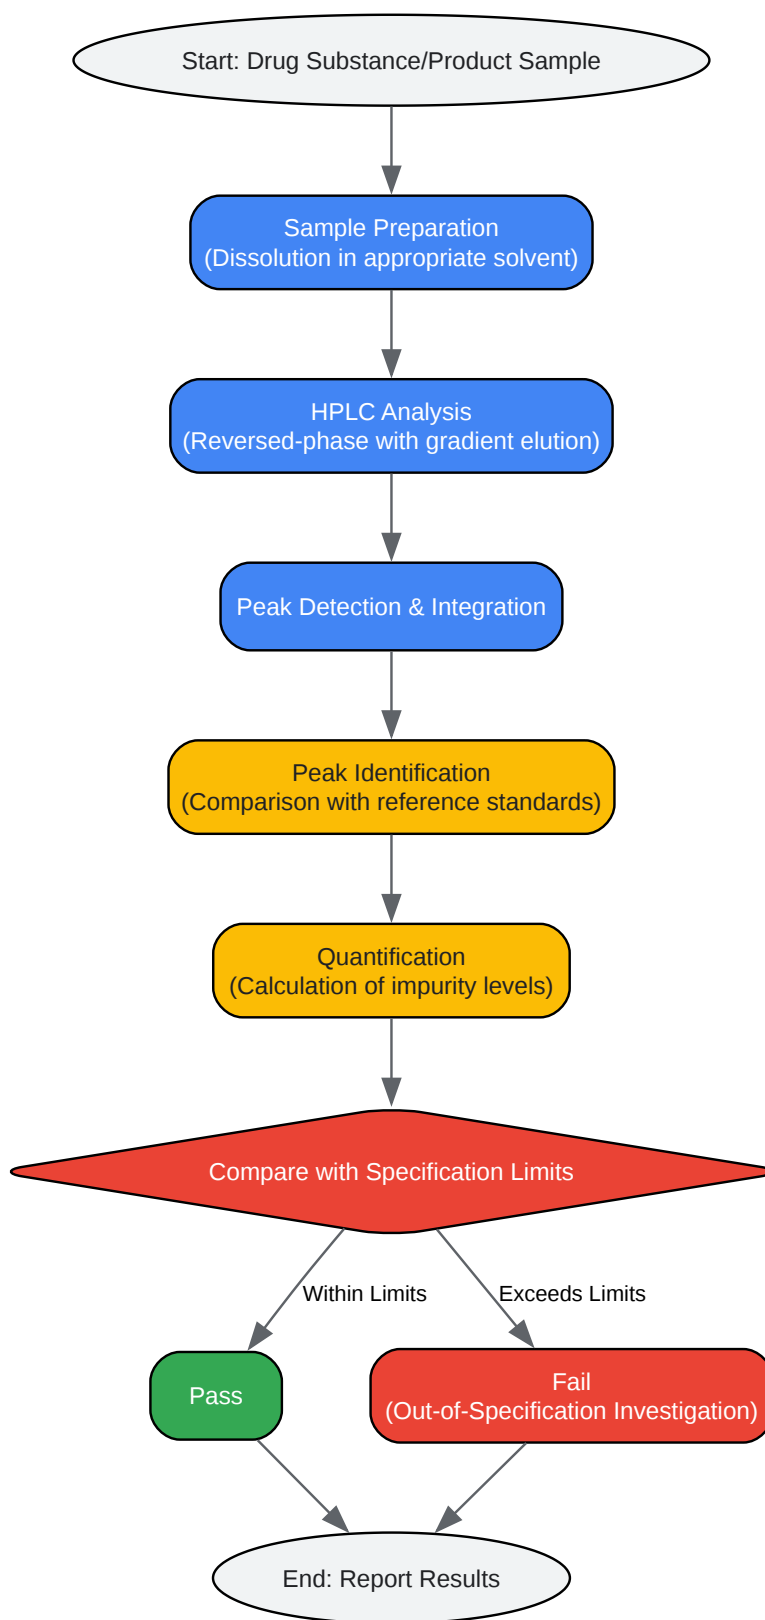 Start: Drug Substance/Product Sample
Sample Preparation
(Dissolution in appropriate solvent)
HPLC Analysis
(Reversed-phase with gradient elution)
Peak Detection & Integration
Peak Identification
(Comparison with reference standards)
Quantification
(Calculation of impurity levels)
Compare with Specification Limits
Within Limits
Exceeds Limits
Pass
Fail
(Out-of-Specification Investigation)
End: Report Results